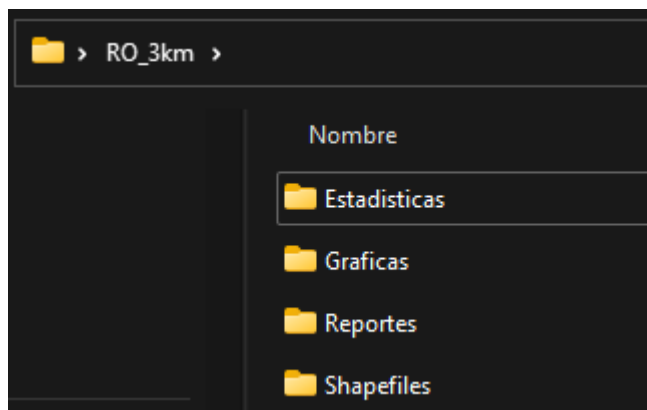 RO_3km
Nombre
Estadisticas
Graficas
Reportes
Shapefiles